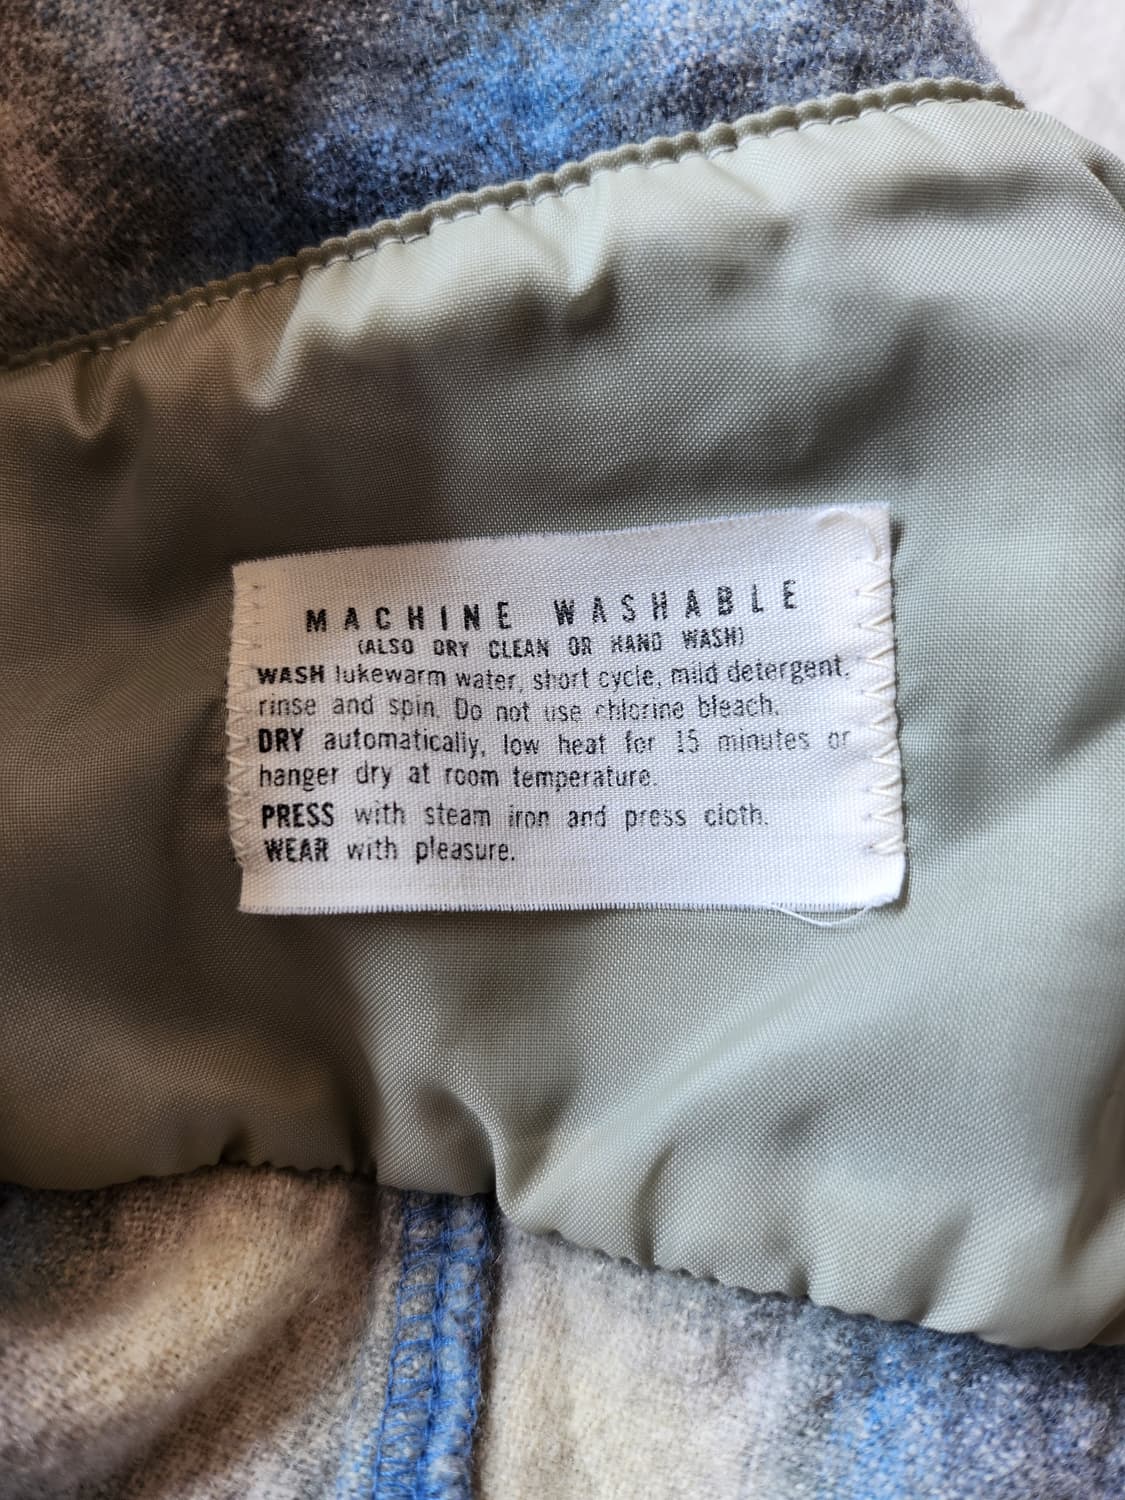 MACHINE WASHABLE
(ALSO DRY CLEAN OR HAND WASH)
WASH lukewarm water, short cycle, mild detergent,
rinse and spin. Do not use chlorine bleach.
DRY automatically, low heat for 15 minutes or
hanger dry at room temperature.
PRESS with steam iron and press cloth.
WEAR with pleasure.